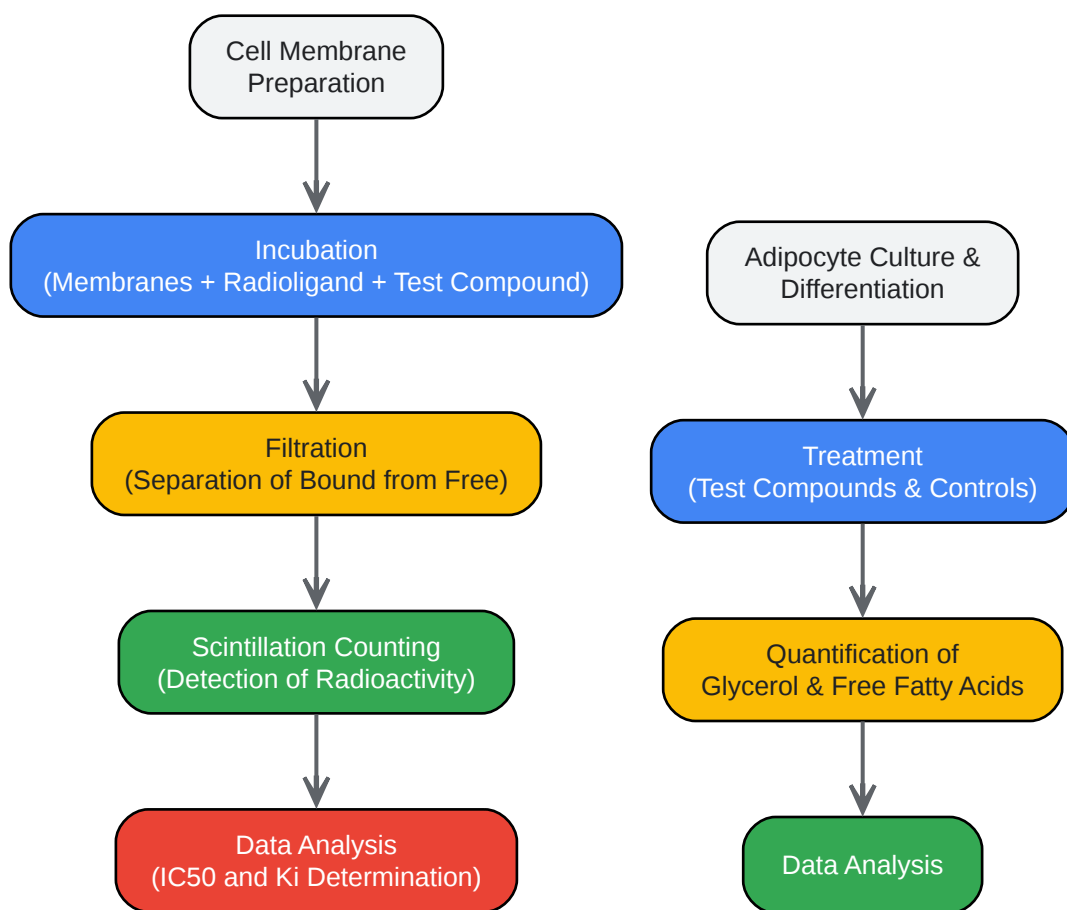 Cell Membrane
Preparation
Incubation
(Membranes + Radioligand + Test Compound)
Filtration
(Separation of Bound from Free)
Scintillation Counting
(Detection of Radioactivity)
Data Analysis
(IC50 and Ki Determination)
Adipocyte Culture &
Differentiation
Treatment
(Test Compounds & Controls)
Quantification of
Glycerol & Free Fatty Acids
Data Analysis